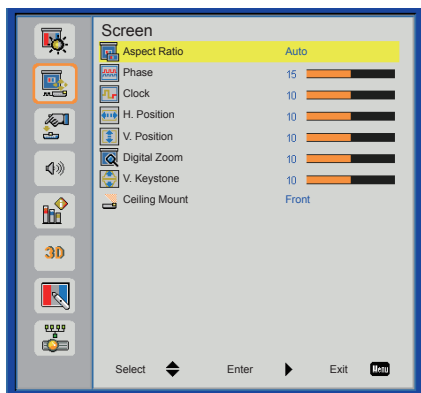 Screen
Aspect Ratio Auto
Phase 15
Clock 10
H. Position 10
V. Position 10
Digital Zoom 10
V. Keystone 10
Ceiling Mount Front
3D
Select Enter Exit Menu